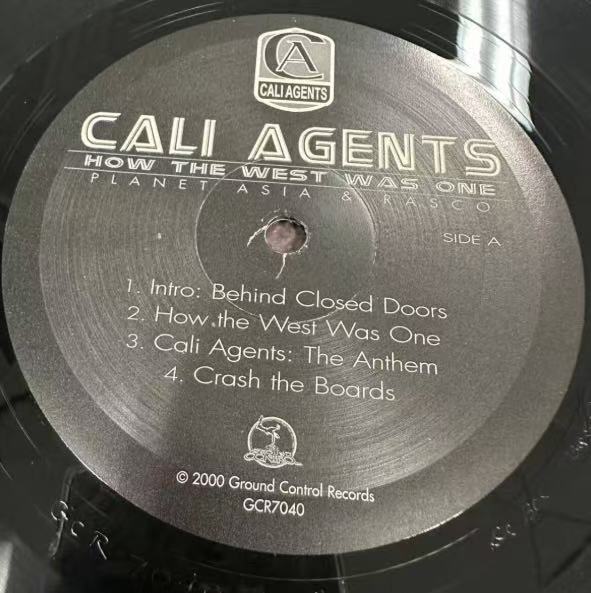 CA
CALI AGENTS
CALI AGENTS
HOW THE WEST WAS ONE
PLANET ASIA & RASCO
SIDE A
1. Intro: Behind Closed Doors
2. How the West Was One
3. Cali Agents: The Anthem
4. Crash the Boards
© 2000 Ground Control Records
GCR7040
GCR